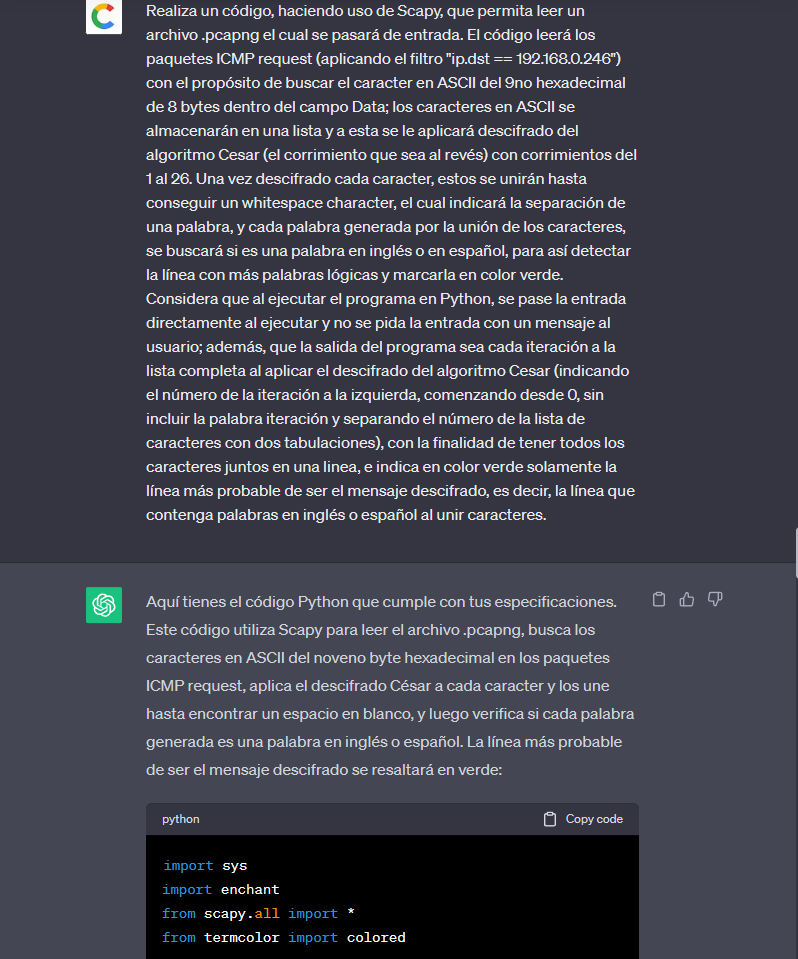 Realiza un código, haciendo uso de Scapy, que permita leer un
archivo .pcapng el cual se pasará de entrada. El código leerá los
paquetes ICMP request (aplicando el filtro "ip.dst == 192.168.0.246")
con el propósito de buscar el caracter en ASCII del 9no hexadecimal
de 8 bytes dentro del campo Data; los caracteres en ASCII se
almacenarán en una lista y a esta se le aplicará descifrado del
algoritmo Cesar (el corrimiento que sea al revés) con corrimientos del
1 al 26. Una vez descifrado cada caracter, estos se unirán hasta
conseguir un whitespace character, el cual indicará la separación de
una palabra, y cada palabra generada por la unión de los caracteres,
se buscará si es una palabra en inglés o en español, para así detectar
la línea con más palabras lógicas y marcarla en color verde.
Considera que al ejecutar el programa en Python, se pase la entrada
directamente al ejecutar y no se pida la entrada con un mensaje al
usuario; además, que la salida del programa sea cada iteración a la
lista completa al aplicar el descifrado del algoritmo Cesar (indicando
el número de la iteración a la izquierda, comenzando desde 0, sin
incluir la palabra iteración y separando el número de la lista de
caracteres con dos tabulaciones), con la finalidad de tener todos los
caracteres juntos en una linea, e indica en color verde solamente la
línea más probable de ser el mensaje descifrado, es decir, la línea que
contenga palabras en inglés o español al unir caracteres.
Aquí tienes el código Python que cumple con tus especificaciones.
Este código utiliza Scapy para leer el archivo .pcapng, busca los
caracteres en ASCII del noveno byte hexadecimal en los paquetes
ICMP request, aplica el descifrado César a cada caracter y los une
hasta encontrar un espacio en blanco, y luego verifica si cada palabra
generada es una palabra en inglés o español. La línea más probable
de ser el mensaje descifrado se resaltará en verde:
python
Copy code
import sys
import enchant
from scapy.all import *
from termcolor import colored